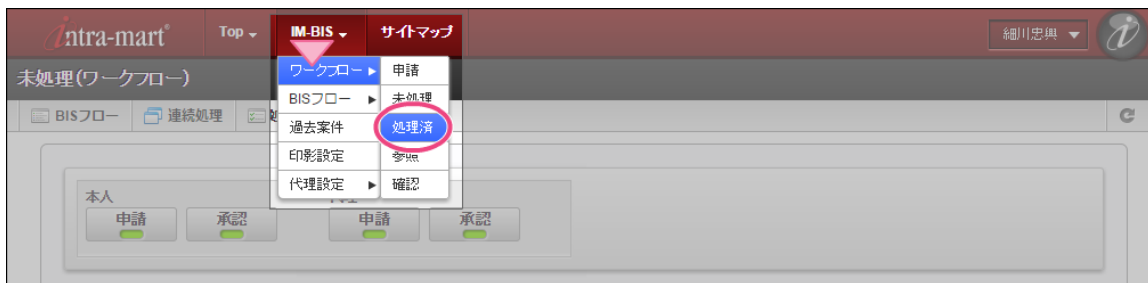 intra-mart® Top IM-BIS サイトマップ 細川忠興
未処理(ワークフロー) ワークフロー 申請
BISフロー 連続処理 BISフロー 未処理
過去案件 処理済
印影設定 参照
代理設定 確認
本人
申請 承認 申請 承認